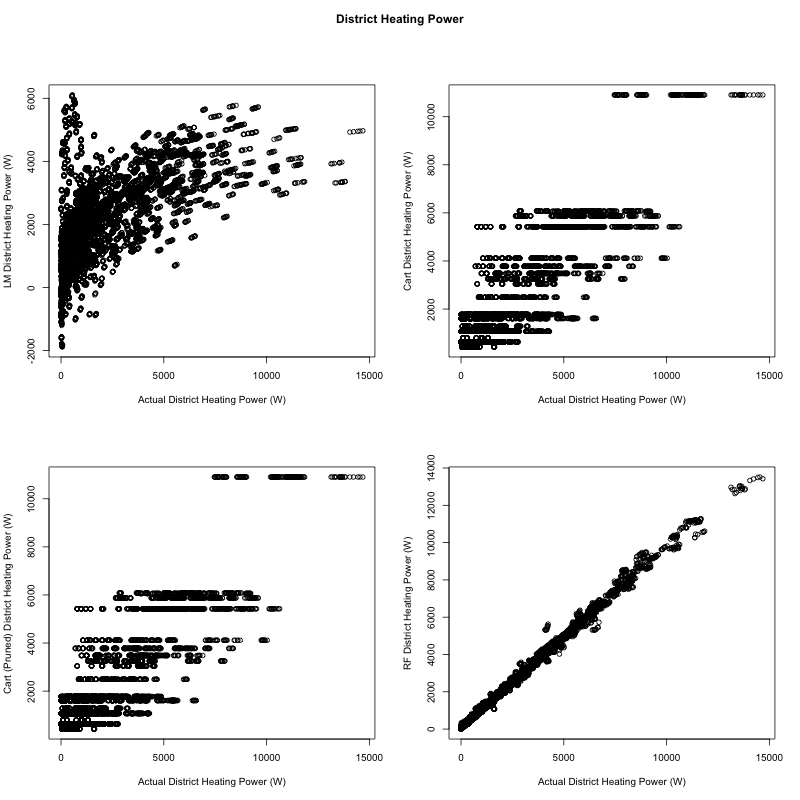 District Heating Power
LM District Heating Power (W)
-2000 0 2000 4000 6000
0 5000 10000 15000
Actual District Heating Power (W)
Cart District Heating Power (W)
2000 4000 6000 8000 10000
0 5000 10000 15000
Actual District Heating Power (W)
Cart (Pruned) District Heating Power (W)
2000 4000 6000 8000 10000
0 5000 10000 15000
Actual District Heating Power (W)
RF District Heating Power (W)
0 2000 4000 6000 8000 10000 12000 14000
0 5000 10000 15000
Actual District Heating Power (W)